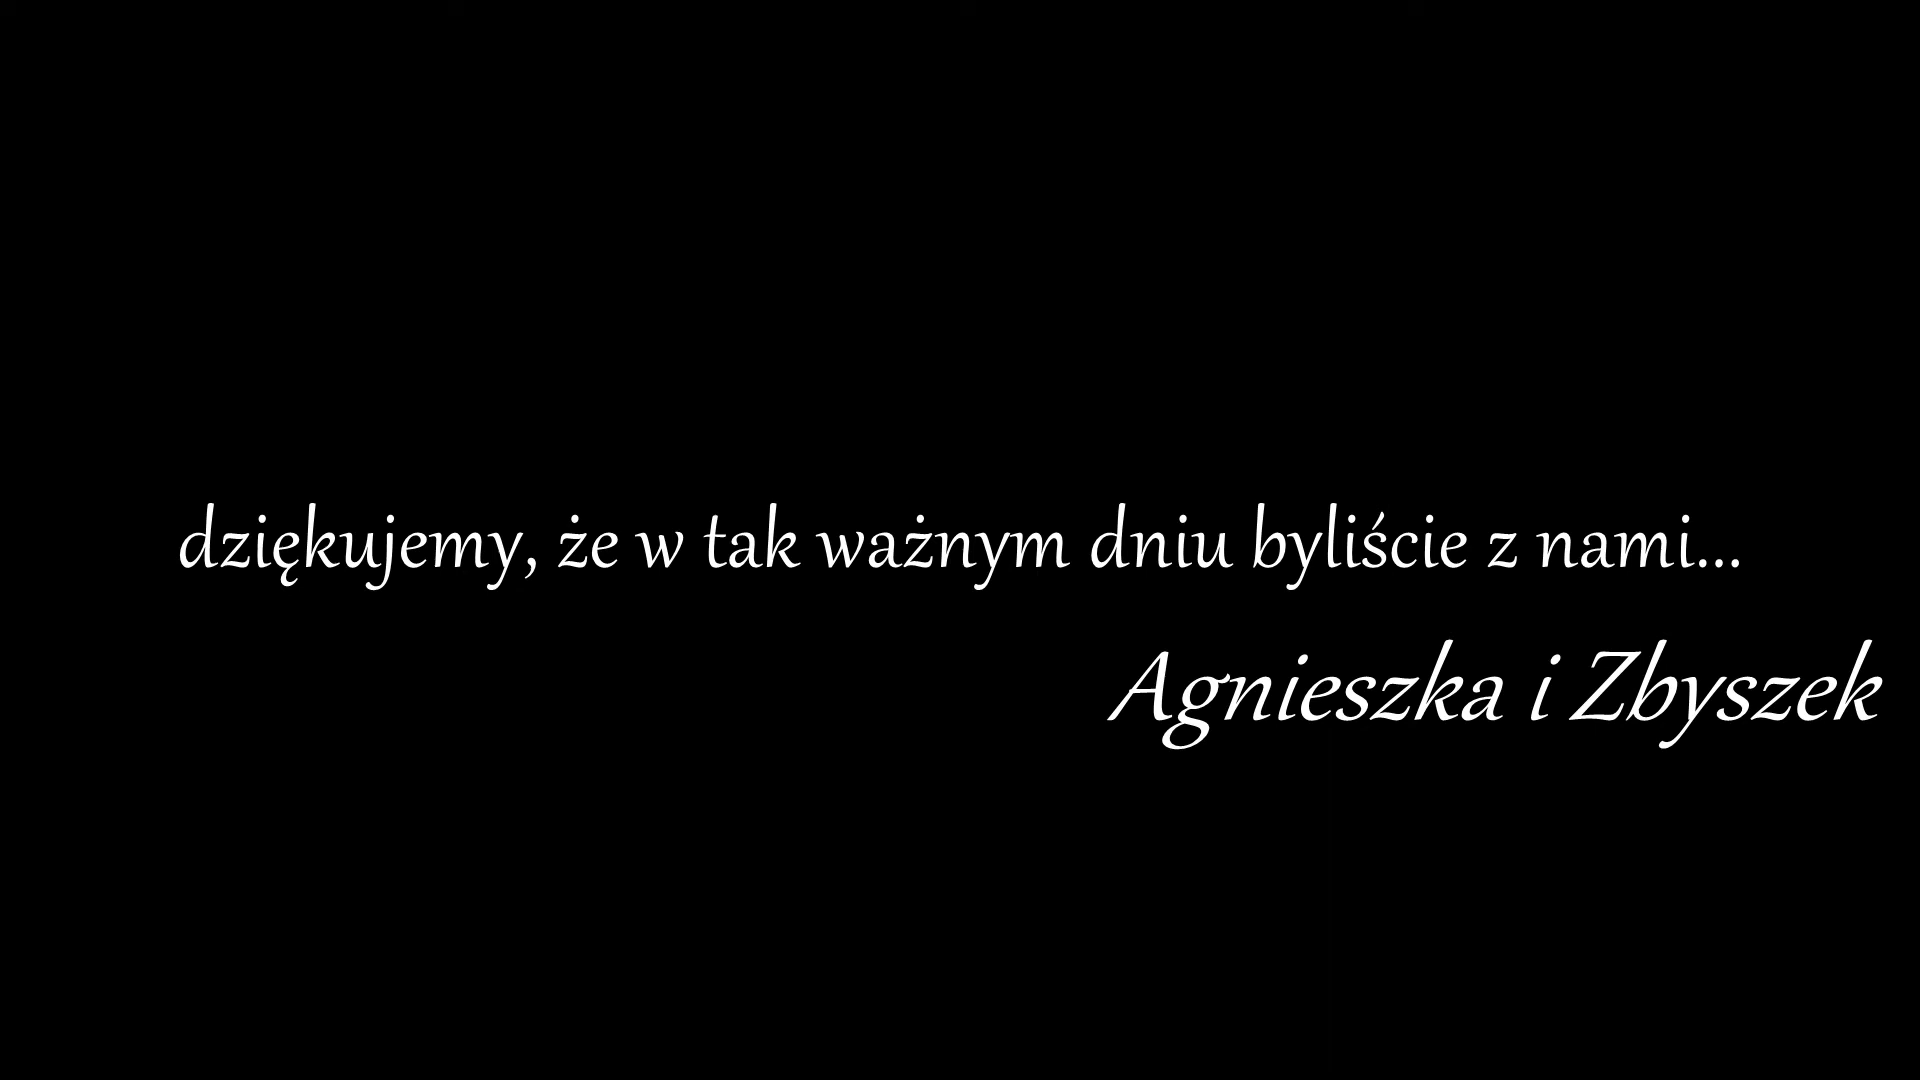 dziękujemy, że w tak ważnym dniu byliście z nami...
Agnieszka i Zbyszek